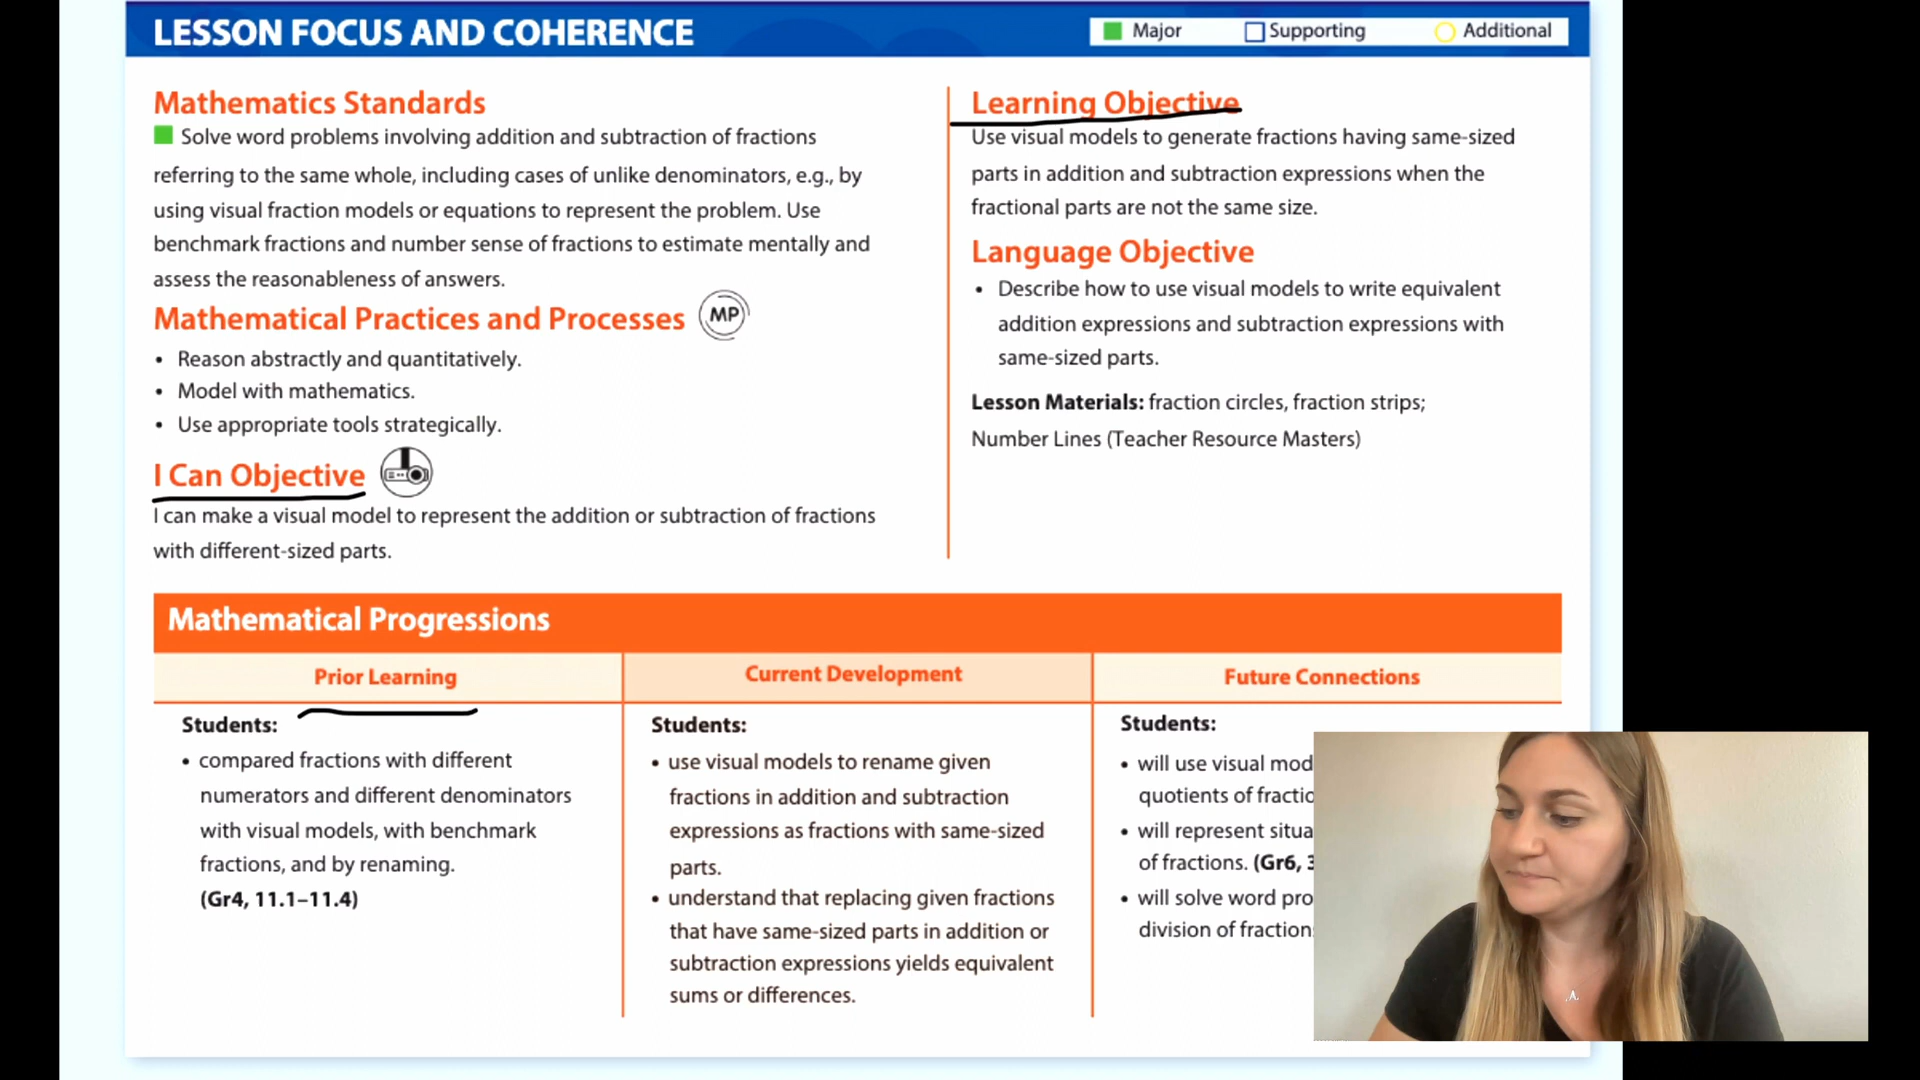 LESSON FOCUS AND COHERENCE
Major
Supporting
Additional
Mathematics Standards
Solve word problems involving addition and subtraction of fractions
referring to the same whole, including cases of unlike denominators, e.g., by
using visual fraction models or equations to represent the problem. Use
benchmark fractions and number sense of fractions to estimate mentally and
assess the reasonableness of answers.
Mathematical Practices and Processes
MP
• Reason abstractly and quantitatively.
• Model with mathematics.
• Use appropriate tools strategically.
I Can Objective
I can make a visual model to represent the addition or subtraction of fractions
with different-sized parts.
Learning Objective
Use visual models to generate fractions having same-sized
parts in addition and subtraction expressions when the
fractional parts are not the same size.
Language Objective
• Describe how to use visual models to write equivalent
addition expressions and subtraction expressions with
same-sized parts.
Lesson Materials: fraction circles, fraction strips;
Number Lines (Teacher Resource Masters)
Mathematical Progressions
Prior Learning
Students:
• compared fractions with different
numerators and different denominators
with visual models, with benchmark
fractions, and by renaming.
(Gr4, 11.1–11.4)
Current Development
Students:
• use visual models to rename given
fractions in addition and subtraction
expressions as fractions with same-sized
parts.
• understand that replacing given fractions
that have same-sized parts in addition or
subtraction expressions yields equivalent
sums or differences.
Future Connections
Students:
• will use visual mod
quotients of fractio
• will represent situa
of fractions. (Gr6, 3
• will solve word pro
division of fraction